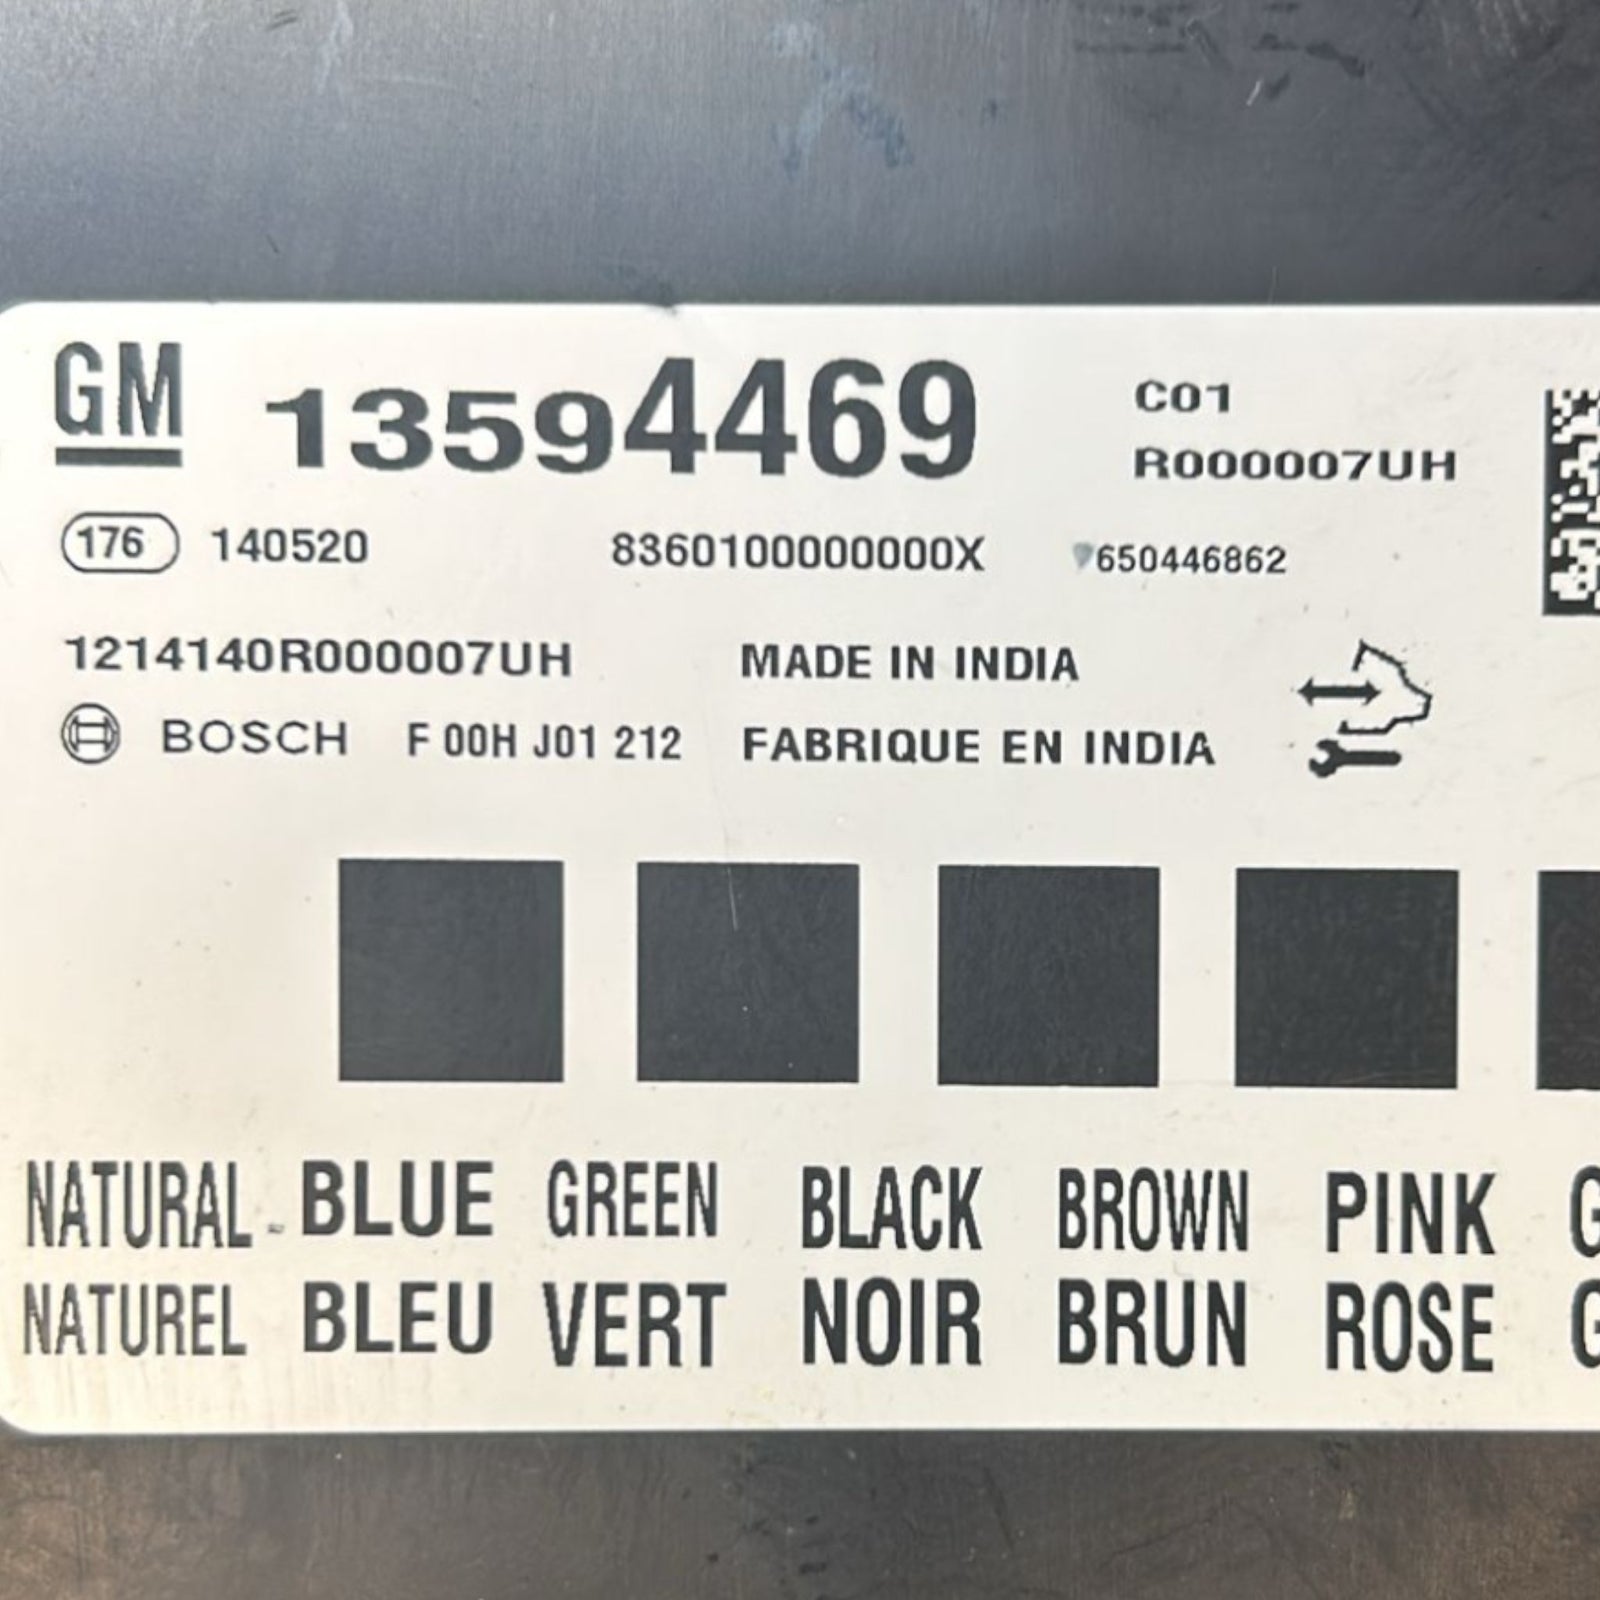 GM 13594469 C01
R000007UH
176 140520 8360100000000X 650446862
1214140R000007UH MADE IN INDIA
BOSCH F 00H J01 212 FABRIQUE EN INDIA
NATURAL BLUE GREEN BLACK BROWN PINK G
NATUREL BLEU VERT NOIR BRUN ROSE G